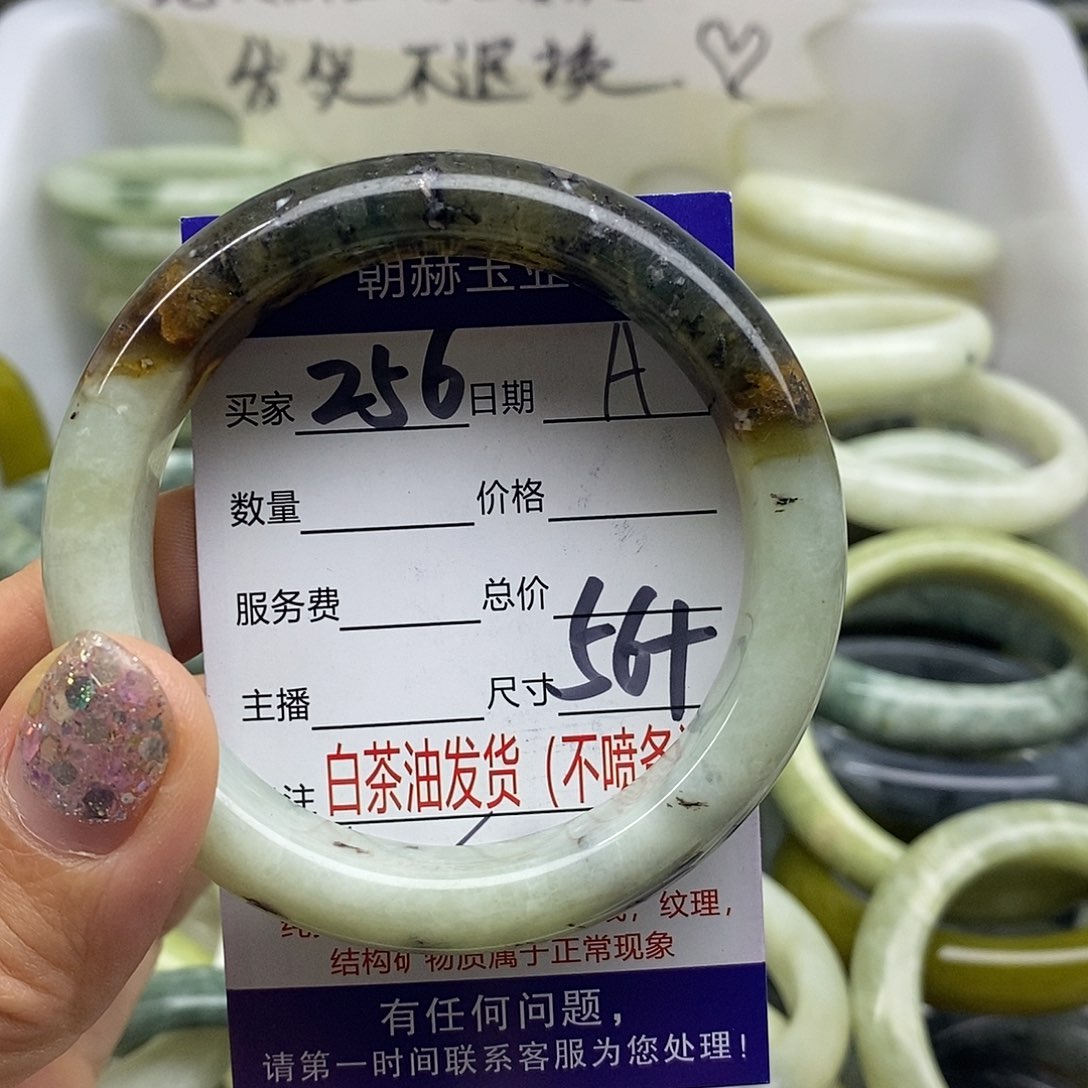 不退换
朝赫玉
买家 256 日期 A
数量 价格
服务费 总价
主播 尺寸 564
注 白茶油发货(不喷
纹理,
结构矿物质属于正常现象
有任何问题,
请第一时间联系客服为您处理!